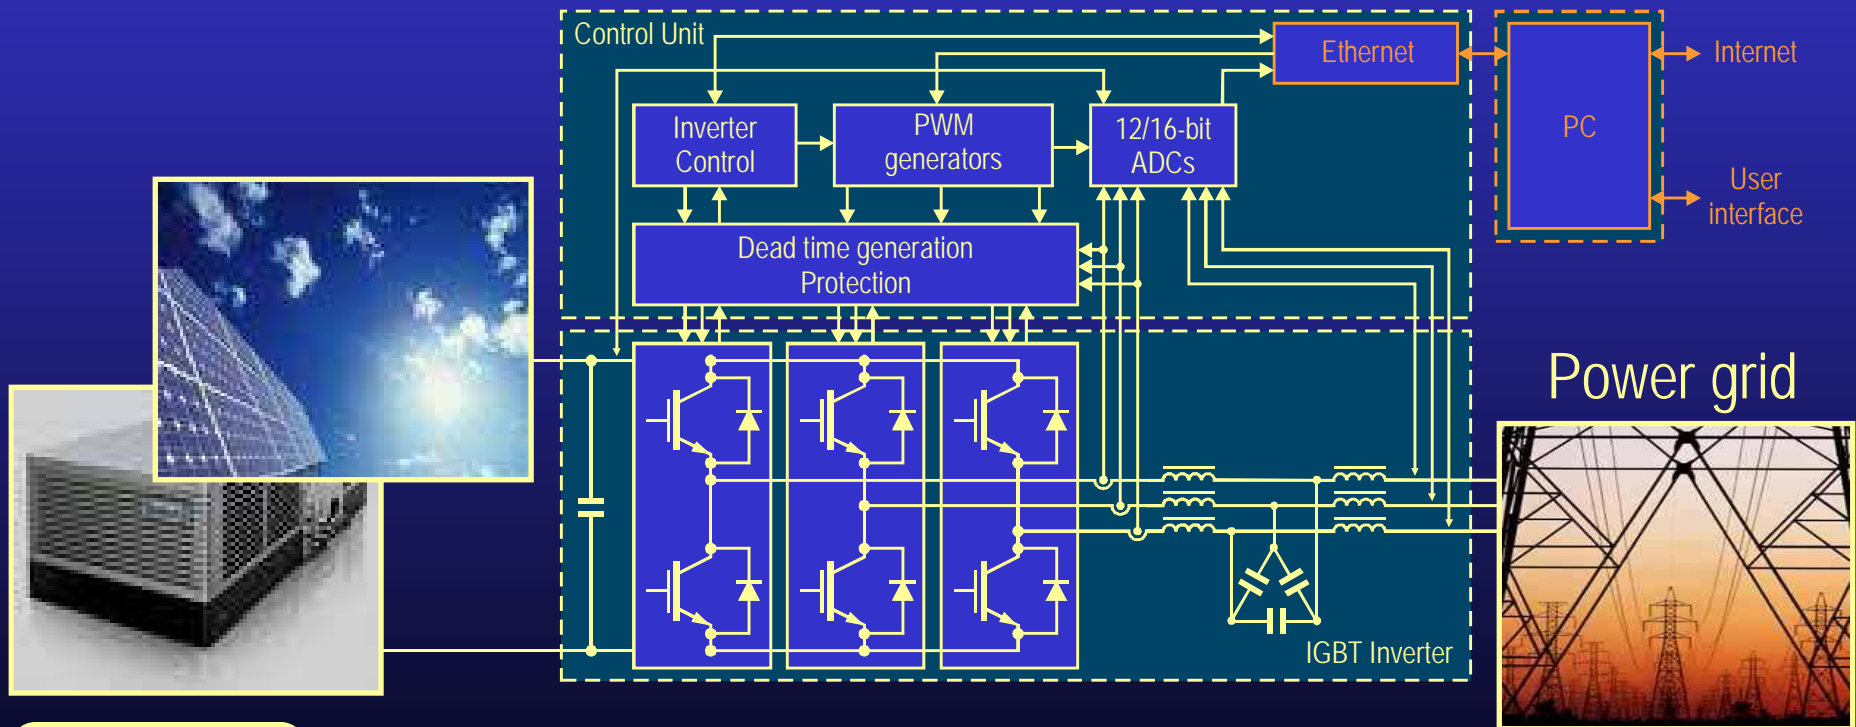 Control Unit
Ethernet
Internet
Inverter
Control
PWM
generators
12/16-bit
ADCs
PC
User
interface
Dead time generation
Protection
Power grid
IGBT Inverter